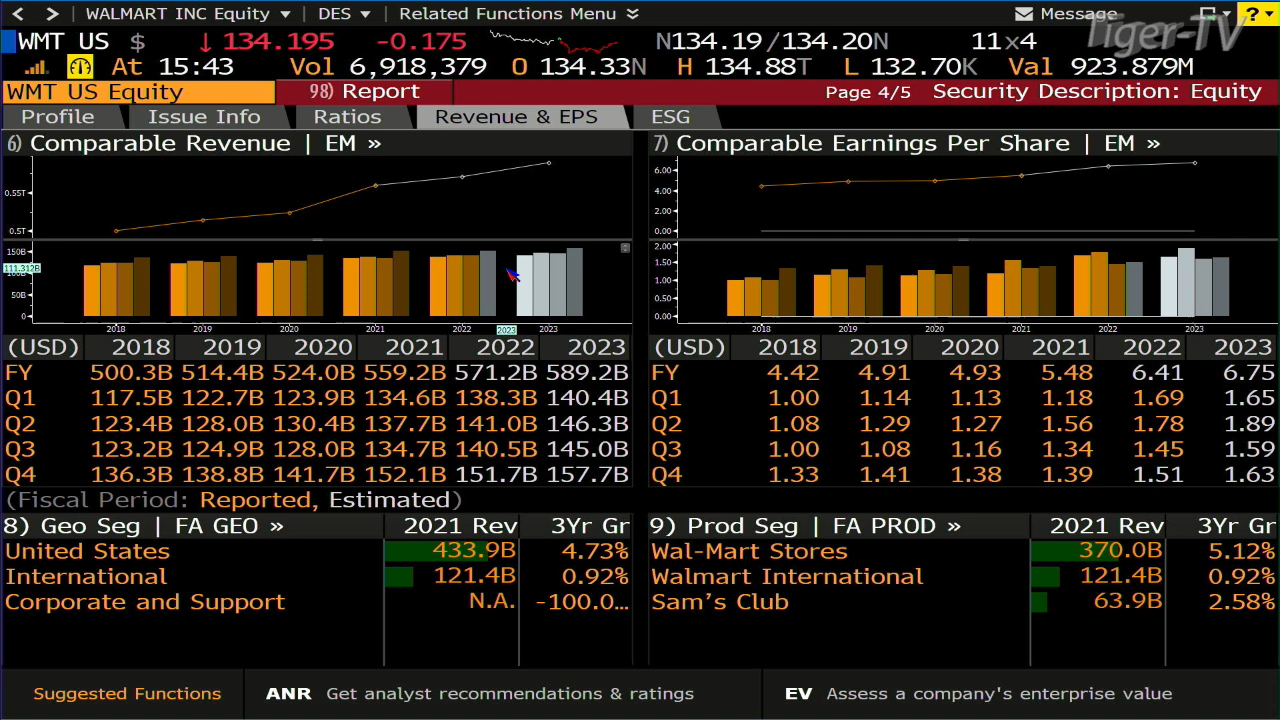 WALMART INC Equity DES Related Functions Menu Message ?
Tiger-TV
WMT US $ ↓ 134.195 -0.175 N134.19 /134.20N 11x4
At 15:43 Vol 6,918,379 O 134.33N H 134.88T L 132.70K Val 923.879M
WMT US Equity 98) Report Page 4/5 Security Description: Equity
Profile Issue Info Ratios Revenue & EPS ESG
6) Comparable Revenue | EM » 7) Comparable Earnings Per Share | EM »
0.55T
0.5T
6.00
4.00
2.00
0.00
150B
111.312B
50B
0
2018 2019 2020 2021 2022 2023 2023
2.00
1.50
1.00
0.50
0.00
2018 2019 2020 2021 2022 2023
(USD) 2018 2019 2020 2021 2022 2023 (USD) 2018 2019 2020 2021 2022 2023
FY 500.3B 514.4B 524.0B 559.2B 571.2B 589.2B FY 4.42 4.91 4.93 5.48 6.41 6.75
Q1 117.5B 122.7B 123.9B 134.6B 138.3B 140.4B Q1 1.00 1.14 1.13 1.18 1.69 1.65
Q2 123.4B 128.0B 130.4B 137.7B 141.0B 146.3B Q2 1.08 1.29 1.27 1.56 1.78 1.89
Q3 123.2B 124.9B 128.0B 134.7B 140.5B 145.0B Q3 1.00 1.08 1.16 1.34 1.45 1.59
Q4 136.3B 138.8B 141.7B 152.1B 151.7B 157.7B Q4 1.33 1.41 1.38 1.39 1.51 1.63
(Fiscal Period: Reported, Estimated)
8) Geo Seg | FA GEO » 2021 Rev 3Yr Gr 9) Prod Seg | FA PROD » 2021 Rev 3Yr Gr
United States 433.9B 4.73% Wal-Mart Stores 370.0B 5.12%
International 121.4B 0.92% Walmart International 121.4B 0.92%
Corporate and Support N.A. -100.0... Sam's Club 63.9B 2.58%
Suggested Functions ANR Get analyst recommendations & ratings EV Assess a company's enterprise value